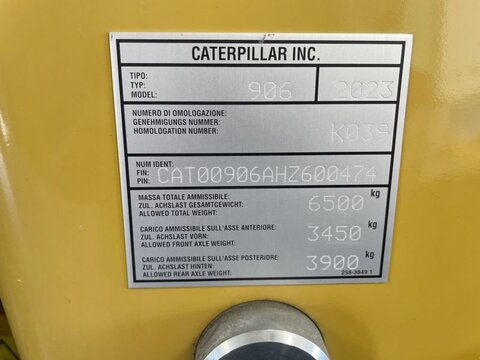 CATERPILLAR INC.
TIPO:
TYP:
MODEL: 906 2023
NUMERO DI OMOLOGAZIONE:
GENEHMIGUNGS NUMMER:
HOMOLOGATION NUMBER: K039
NUM IDENT:
FIN:
PIN: CAT00906AHZ600474
MASSA TOTALE AMMISSIBILE:
ZUL. ACHSLAST GESAMTGEWICHT:
ALLOWED TOTAL WEIGHT: 6500 kg
CARICO AMMISSIBILE SULL'ASSE ANTERIORE:
ZUL. ACHSLAST VORN:
ALLOWED FRONT AXLE WEIGHT: 3450 kg
CARICO AMMISSIBILE SULL'ASSE POSTERIORE:
ZUL. ACHSLAST HINTEN:
ALLOWED REAR AXLE WEIGHT: 3900 kg
258-3849 1